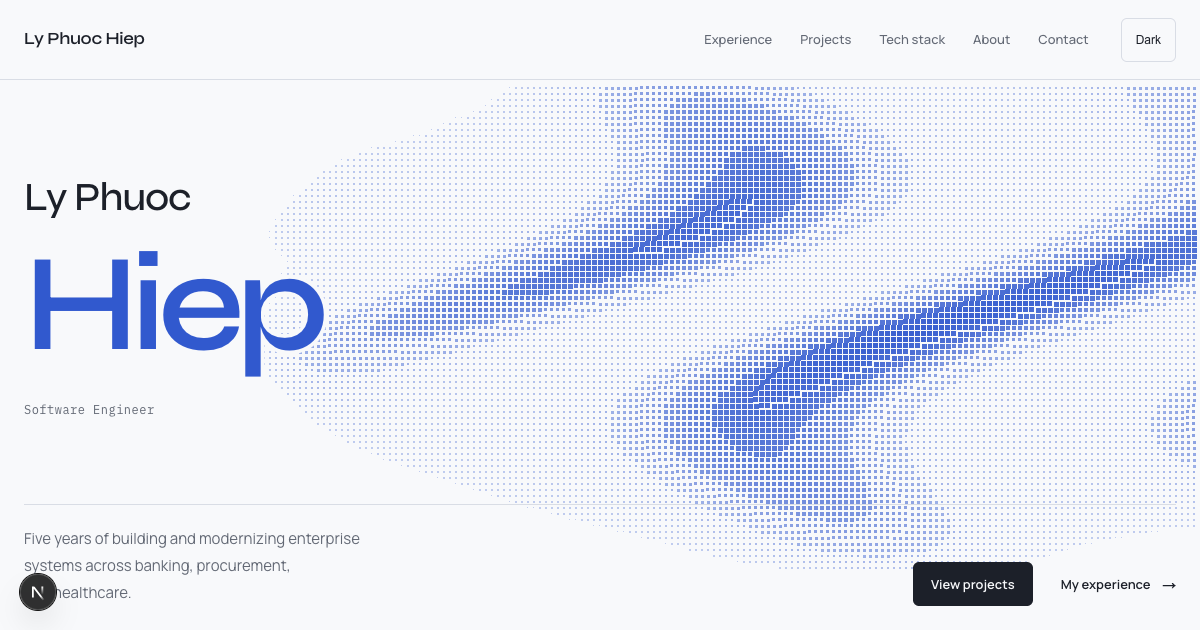 Ly Phuoc Hiep
Experience Projects Tech stack About Contact Dark
Ly Phuoc
Hiep
Software Engineer
Five years of building and modernizing enterprise
systems across banking, procurement,
healthcare.
N
View projects My experience →